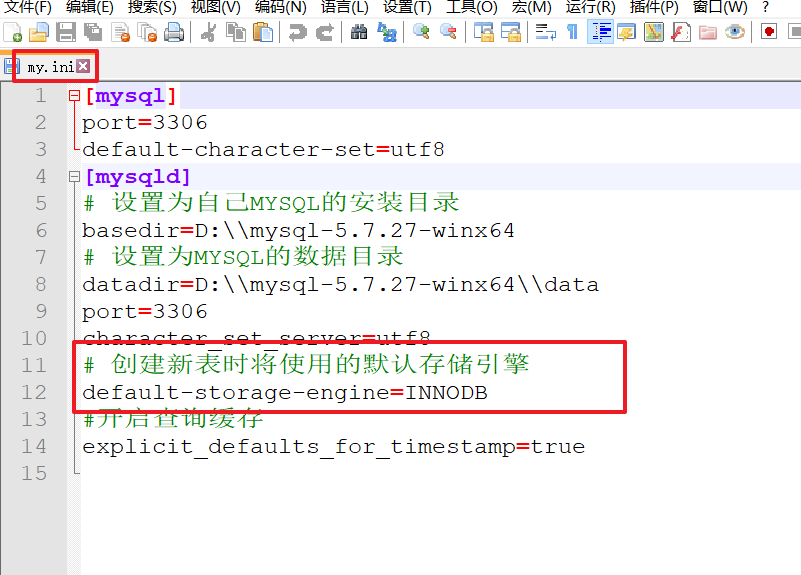 文件(F) 编辑(E) 搜索(S) 视图(V) 编码(N) 语言(L) 设置(T) 工具(O) 宏(M) 运行(R) 插件(P) 窗口(W) ?
my.ini
1 [mysql]
2 port=3306
3 default-character-set=utf8
4 [mysqld]
5 # 设置为自己MYSQL的安装目录
6 basedir=D:\\mysql-5.7.27-winx64
7 # 设置为MYSQL的数据目录
8 datadir=D:\\mysql-5.7.27-winx64\\data
9 port=3306
10 character_set_server=utf8
11 # 创建新表时将使用的默认存储引擎
12 default-storage-engine=INNODB
13 #开启查询缓存
14 explicit_defaults_for_timestamp=true
15